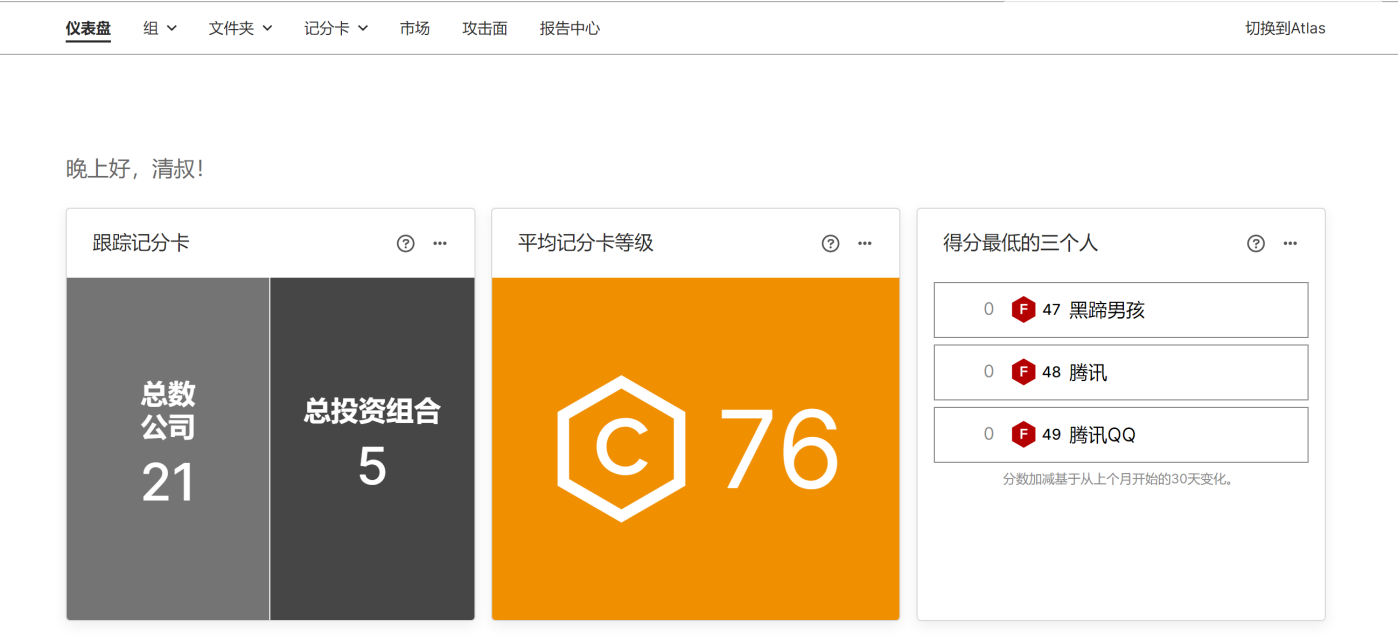 仪表盘 组 文件夹 记分卡 市场 攻击面 报告中心 切换到Atlas
晚上好，清叔！
跟踪记分卡
总数
公司
21
总投资组合
5
平均记分卡等级
C 76
得分最低的三个人
0 F 47 黑蹄男孩
0 F 48 腾讯
0 F 49 腾讯QQ
分数加减基于从上个月开始的30天变化。